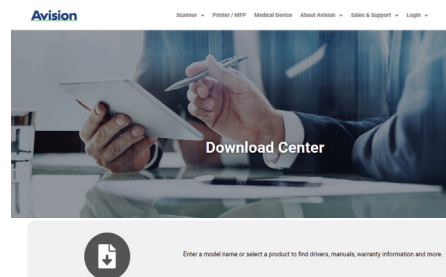 Avision
Scanner Printer / MFP Medical Device About Avision Sales & Support Login
Download Center
Enter a model name or select a product to find drivers, manuals, warranty information and more.